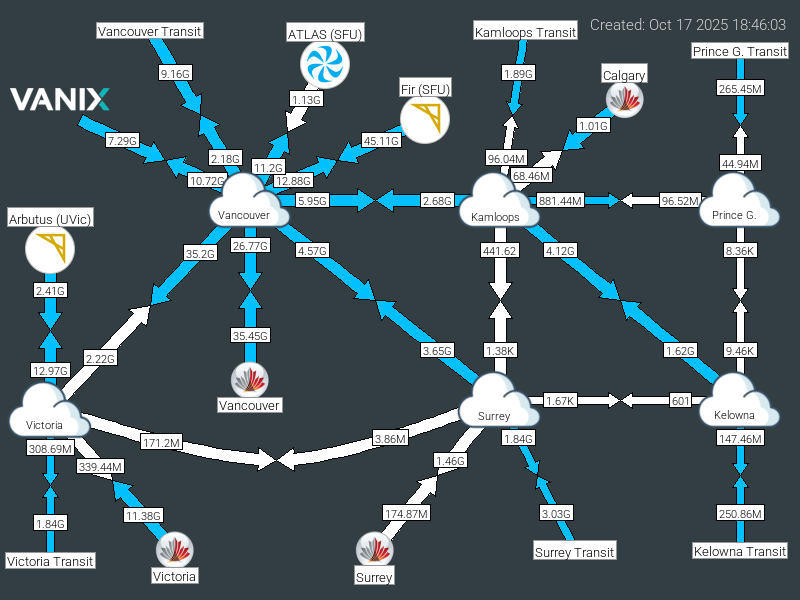 Created: Oct 17 2025 18:46:03
Vancouver Transit
ATLAS (SFU)
Kamloops Transit
Prince G. Transit
9.16G
1.89G
Calgary
Fir (SFU)
265.45M
VANIX
1.13G
7.29G
1.01G
45.11G
2.18G
96.04M
44.94M
11.2G
68.46M
10.72G
12.88G
5.95G
2.68G
881.44M
96.52M
Vancouver
Kamloops
Prince G.
Arbutus (UVic)
35.2G
26.77G
4.57G
441.62
4.12G
8.36K
2.41G
35.45G
2.22G
3.65G
1.38K
1.62G
9.46K
12.97G
Vancouver
1.67K
601
Victoria
Surrey
Kelowna
308.69M
171.2M
3.86M
1.84G
147.46M
339.44M
1.46G
1.84G
11.38G
174.87M
3.03G
250.86M
Victoria Transit
Victoria
Surrey
Surrey Transit
Kelowna Transit